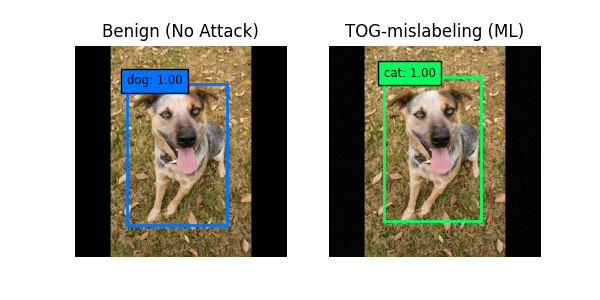 Benign (No Attack)
TOG-mislabeling (ML)
dog: 1.00
cat: 1.00